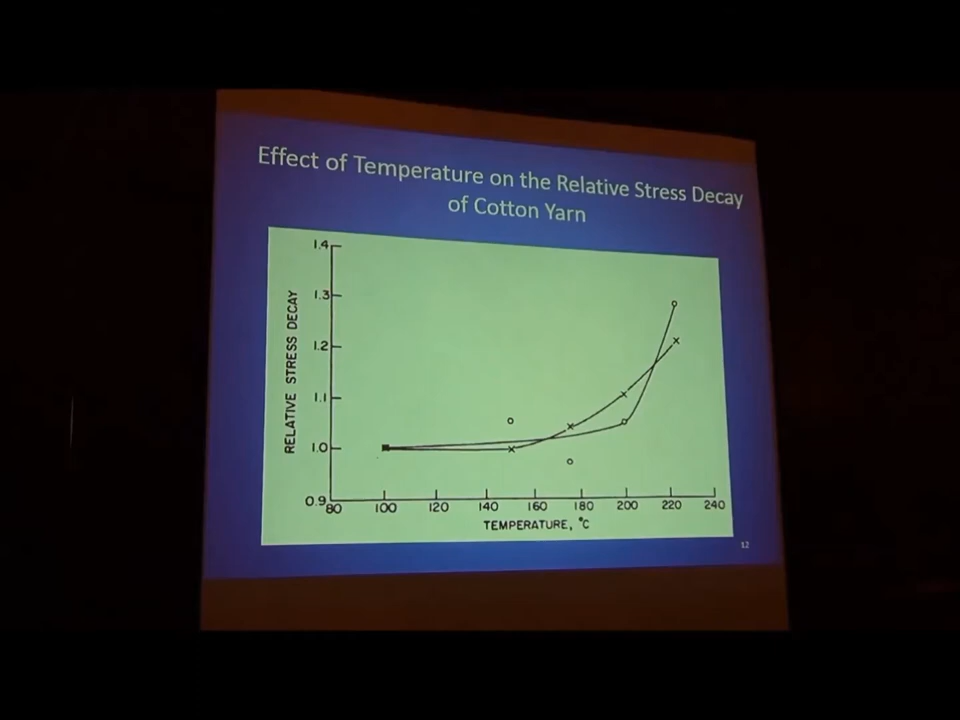 Effect of Temperature on the Relative Stress Decay
of Cotton Yarn
1.4
1.3
1.2
1.1
1.0
0.9
RELATIVE STRESS DECAY
80 100 120 140 160 180 200 220 240
TEMPERATURE, °C
12